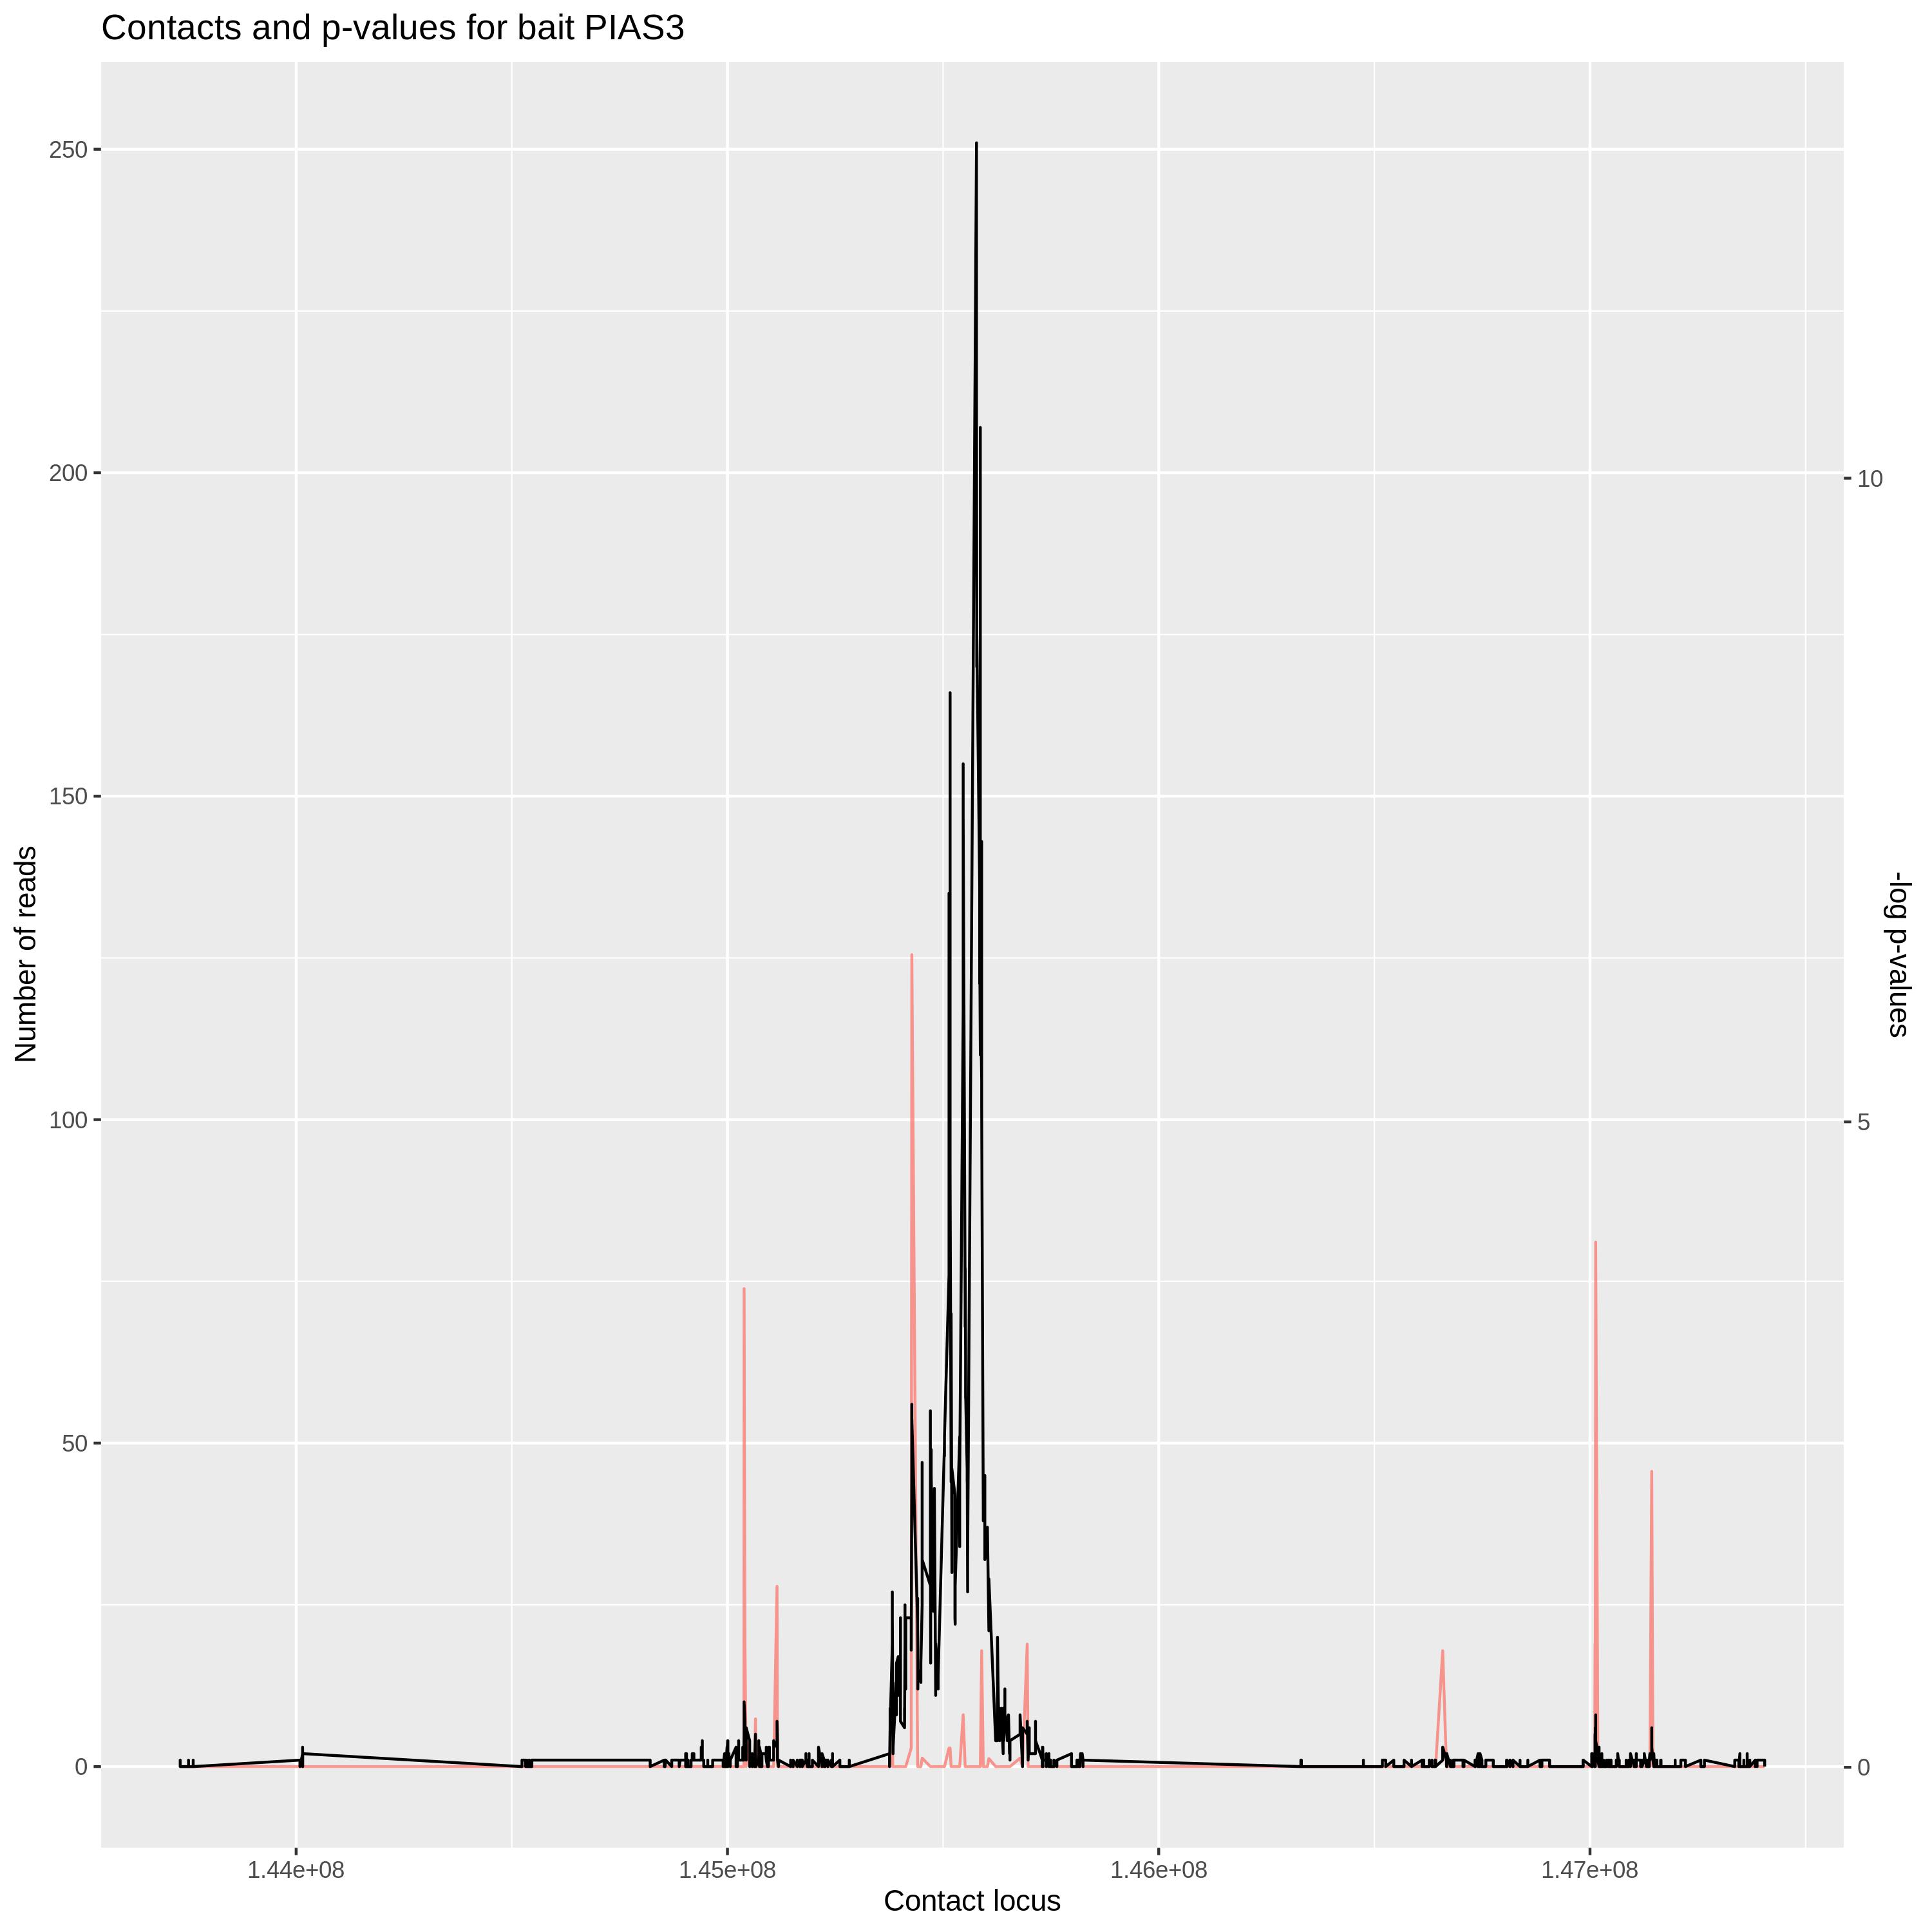 Contacts and p-values for bait PIAS3
250
200
150
100
50
0
Number of reads
10
5
0
-log p-values
1.44e+08 1.45e+08 1.46e+08 1.47e+08
Contact locus